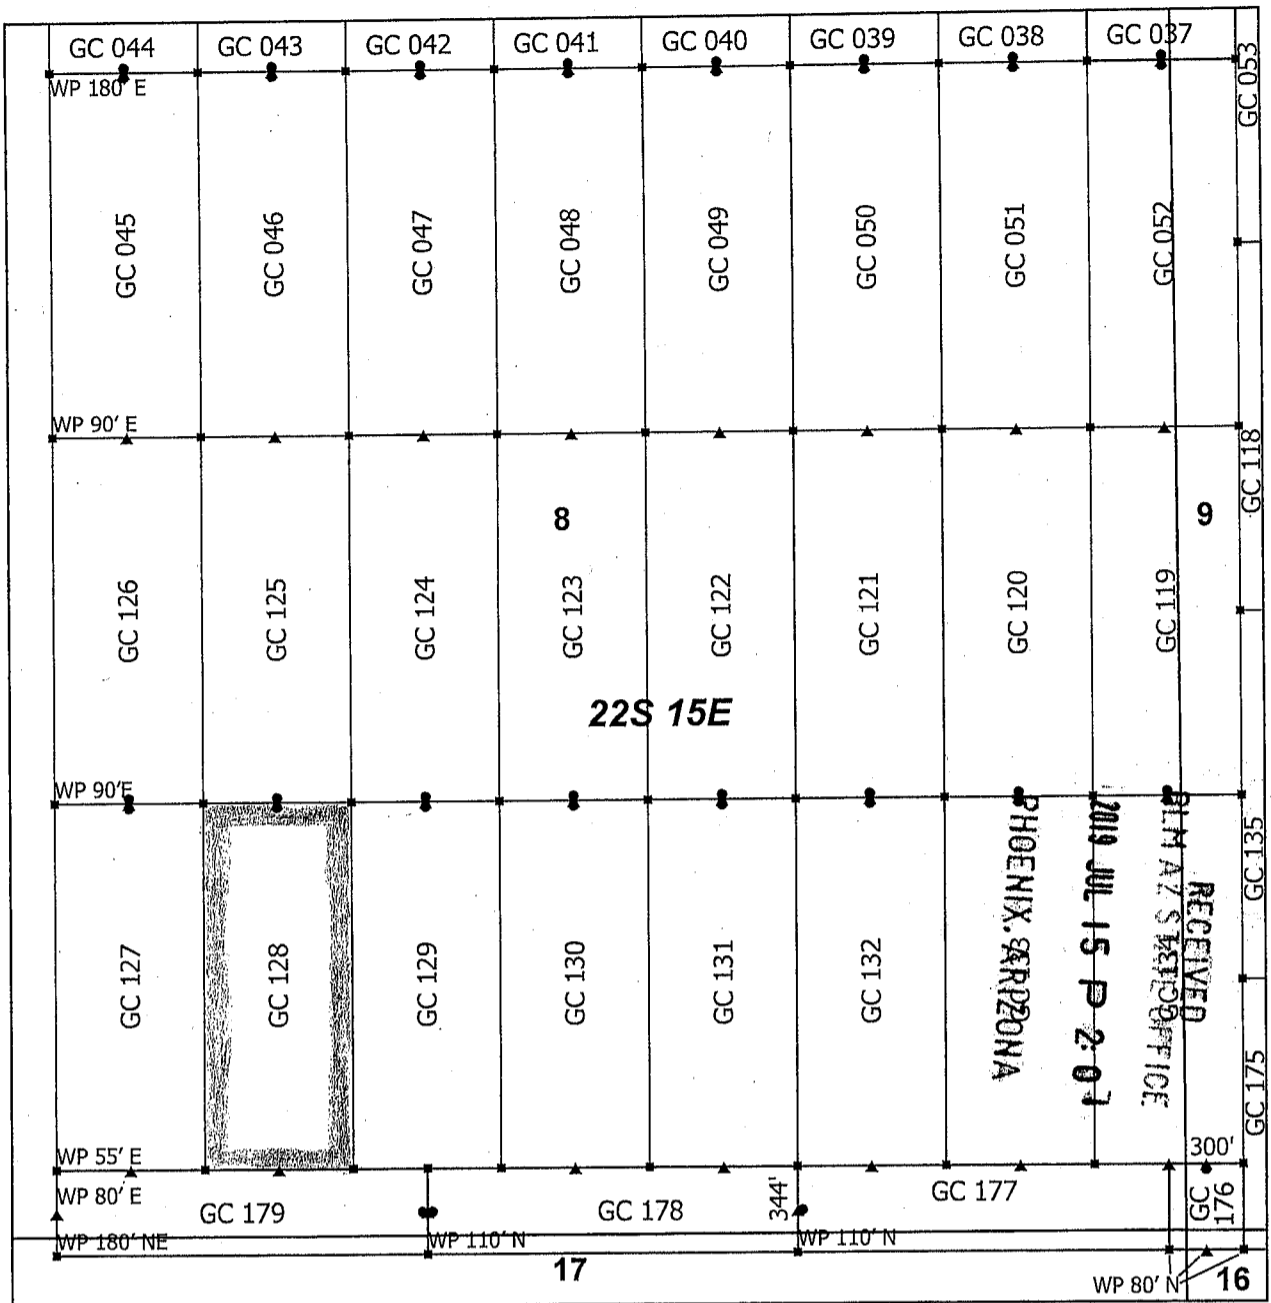 GC 044 GC 043 GC 042 GC 041 GC 040 GC 039 GC 038 GC 037
GC 053
WP 180' E
GC 045 GC 046 GC 047 GC 048 GC 049 GC 050 GC 051 GC 052
WP 90' E
GC 118
8
9
GC 126 GC 125 GC 124 GC 123 GC 122 GC 121 GC 120 GC 119
22S 15E
WP 90'E
GC 135
GC 127 GC 128 GC 129 GC 130 GC 131 GC 132
RECEIVED
BLM AZ STATE OFFICE
2019 JUL 15 P 2:07
PHOENIX, ARIZONA
GC 175
WP 55' E
300'
WP 80' E
GC 179
GC 178
344'
GC 177
GC 176
WP 180' NE
WP 110' N
WP 110' N
17
WP 80' N
16